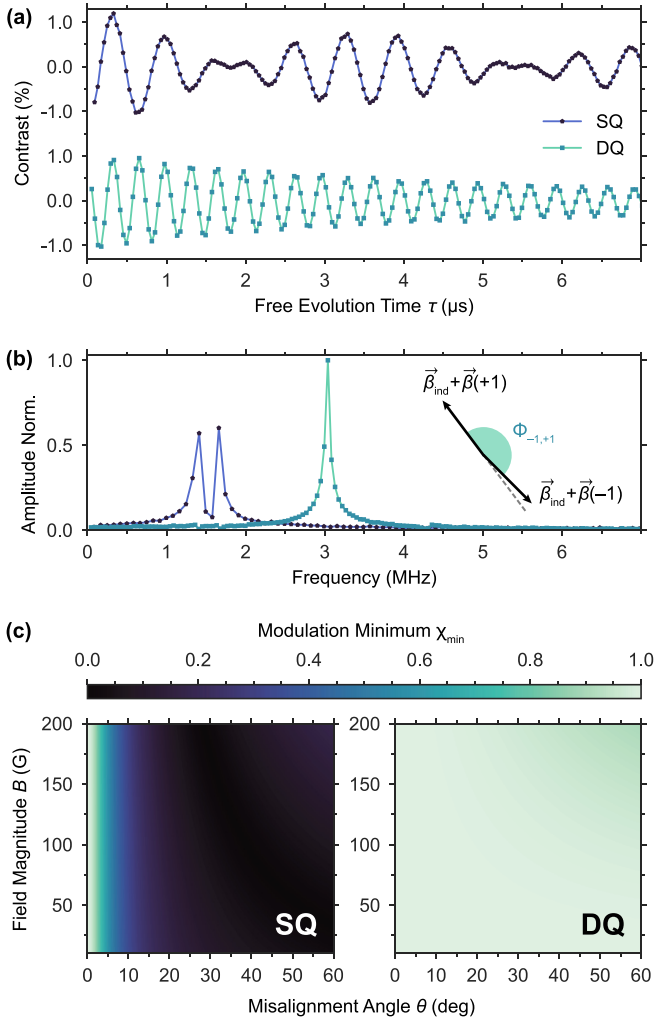 (a)
1.0
0.0
-1.0
1.0
0.0
-1.0
Contrast (%)
SQ
DQ
0 1 2 3 4 5 6
Free Evolution Time τ (μs)
(b)
1.0
0.5
0.0
Amplitude Norm.
β⃗ind+β⃗(+1)
Φ−1,+1
β⃗ind+β⃗(−1)
0 1 2 3 4 5 6
Frequency (MHz)
(c)
Modulation Minimum χmin
0.0 0.2 0.4 0.6 0.8 1.0
200 200
150 150
100 100
50 50
Field Magnitude B (G)
SQ DQ
0 10 20 30 40 50 60 0 10 20 30 40 50 60
Misalignment Angle θ (deg)